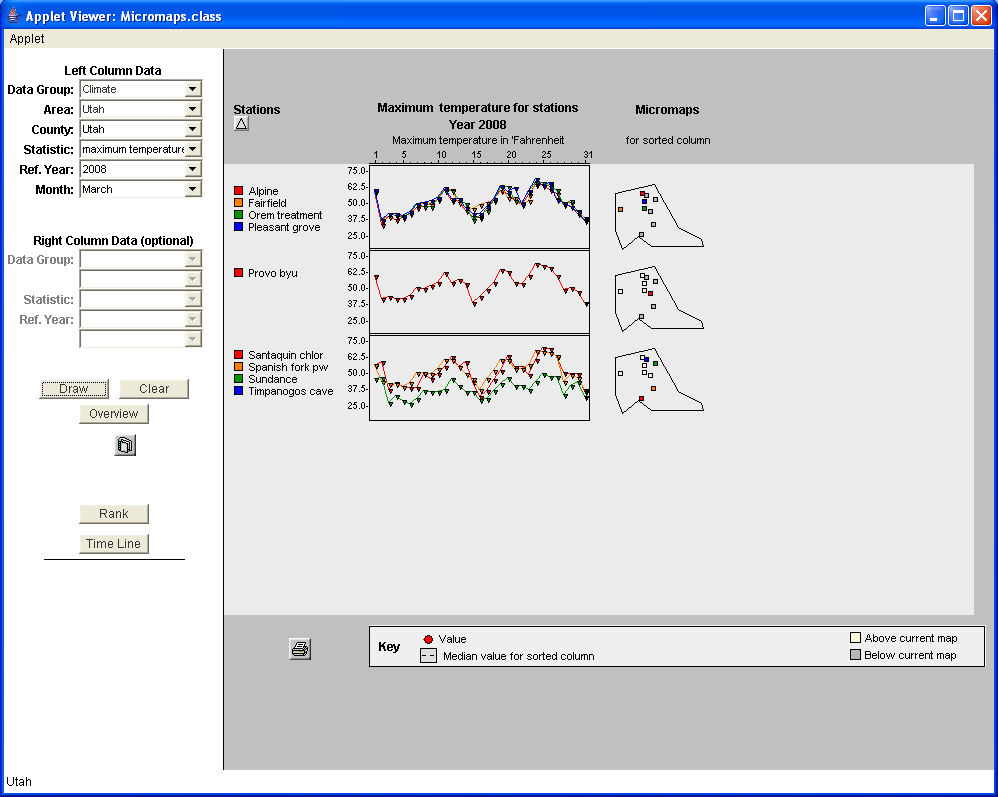 Applet Viewer: Micromaps.class
Applet
Left Column Data
Data Group: Climate
Area: Utah
County: Utah
Statistic: maximum temperature
Ref. Year: 2008
Month: March
Right Column Data (optional)
Data Group:
Statistic:
Ref. Year:
Draw Clear
Overview
Rank
Time Line
Stations
Maximum temperature for stations
Year 2008
Maximum temperature in 'Fahrenheit
1 5 10 15 20 25 31
Micromaps
for sorted column
Alpine
Fairfield
Orem treatment
Pleasant grove
75.0
62.5
50.0
37.5
25.0
Provo byu
75.0
62.5
50.0
37.5
25.0
Santaquin chlor
Spanish fork pw
Sundance
Timpanogos cave
75.0
62.5
50.0
37.5
25.0
Key
Value
Median value for sorted column
Above current map
Below current map
Utah